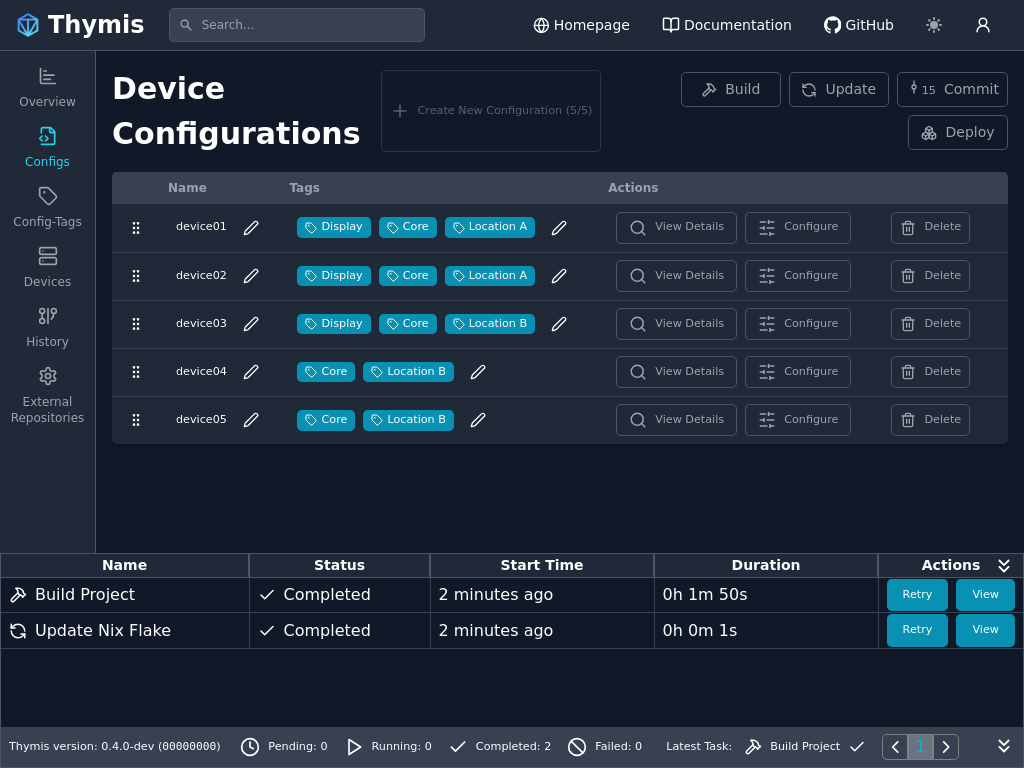 Thymis
Search...
Homepage
Documentation
GitHub
Overview
Configs
Config-Tags
Devices
History
External
Repositories
Device
Configurations
Create New Configuration (5/5)
Build
Update
15 Commit
Deploy
Name Tags Actions
device01 Display Core Location A View Details Configure Delete
device02 Display Core Location A View Details Configure Delete
device03 Display Core Location B View Details Configure Delete
device04 Core Location B View Details Configure Delete
device05 Core Location B View Details Configure Delete
Name Status Start Time Duration Actions
Build Project Completed 2 minutes ago 0h 1m 50s Retry View
Update Nix Flake Completed 2 minutes ago 0h 0m 1s Retry View
Thymis version: 0.4.0-dev (00000000) Pending: 0 Running: 0 Completed: 2 Failed: 0 Latest Task: Build Project 1